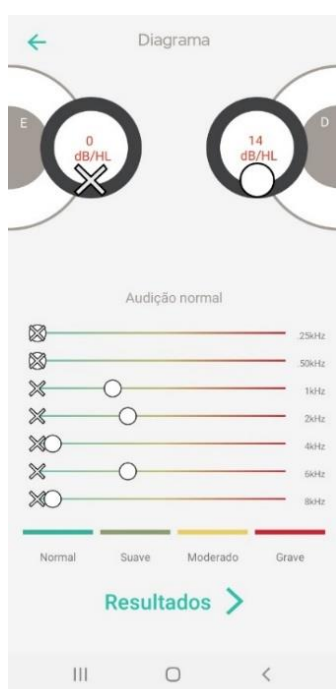 Diagrama
E
D
0
dB/HL
14
dB/HL
Audição normal
.25kHz
.50kHz
1kHz
2kHz
4kHz
6kHz
8kHz
Normal Suave Moderado Grave
Resultados